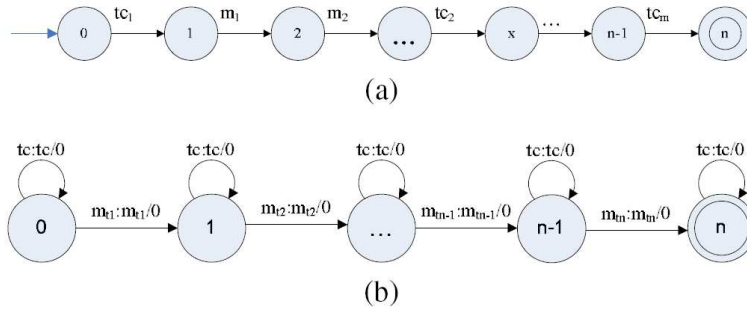 tc₁ m₁ m₂ tc₂ ... tcₘ
0 1 2 ... x n-1 n
(a)
tc:tc/0 tc:tc/0 tc:tc/0 tc:tc/0 tc:tc/0
mₜ₁:mₜ₁/0 mₜ₂:mₜ₂/0 mₜₙ₋₁:mₜₙ₋₁/0 mₜₙ:mₜₙ/0
0 1 ... n-1 n
(b)